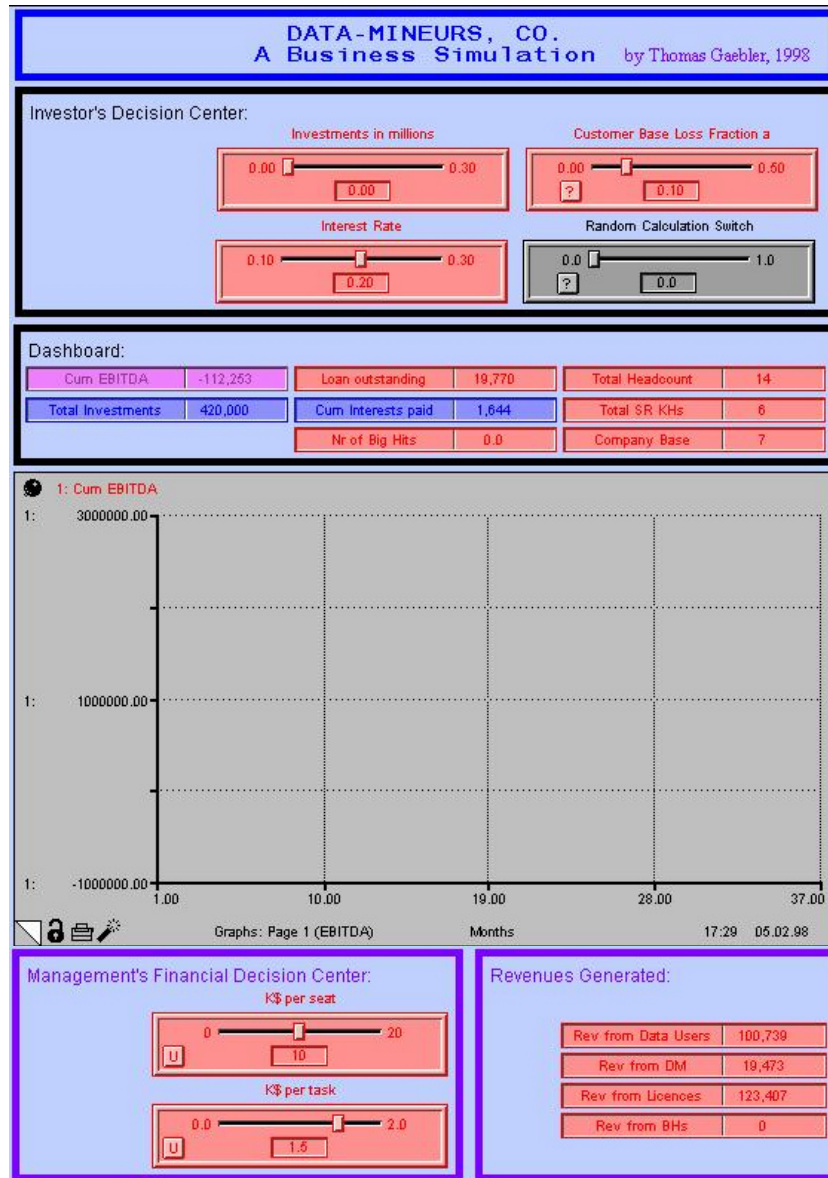 DATA-MINEURS, CO.
A Business Simulation by Thomas Gaebler, 1998
Investor's Decision Center:
Investments in millions
0.00 0.30
0.00
Customer Base Loss Fraction a
0.00 0.50
? 0.10
Interest Rate
0.10 0.30
0.20
Random Calculation Switch
0.0 1.0
? 0.0
Dashboard:
Cum EBITDA -112,253 Loan outstanding 19,770 Total Headcount 14
Total Investments 420,000 Cum Interests paid 1,644 Total SR KHs 6
Nr of Big Hits 0.0 Company Base 7
1: Cum EBITDA
1: 3000000.00
1: 1000000.00
1: -1000000.00
1.00 10.00 19.00 28.00 37.00
Graphs: Page 1 (EBITDA) Months 17:29 05.02.98
Management's Financial Decision Center:
K$ per seat
0 20
U 10
K$ per task
0.0 2.0
U 1.5
Revenues Generated:
Rev from Data Users 100,739
Rev from DM 19,473
Rev from Licences 123,407
Rev from BHs 0